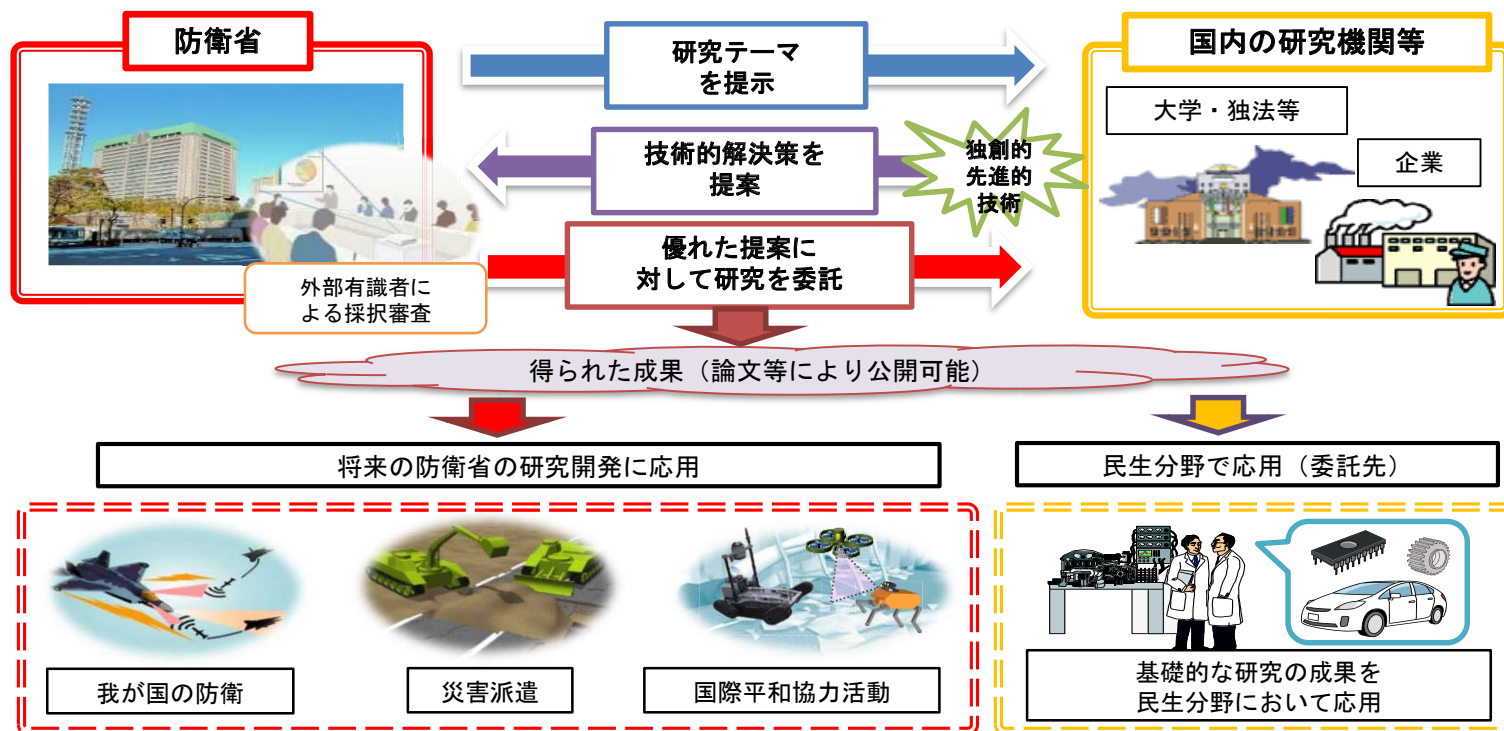 防衛省
研究テーマ
を提示
国内の研究機関等
大学・独法等
技術的解決策を
提案
独創的
先進的
技術
企業
優れた提案に
対して研究を委託
外部有識者に
よる採択審査
得られた成果（論文等により公開可能）
将来の防衛省の研究開発に応用
民生分野で応用（委託先）
我が国の防衛
災害派遣
国際平和協力活動
基礎的な研究の成果を
民生分野において応用